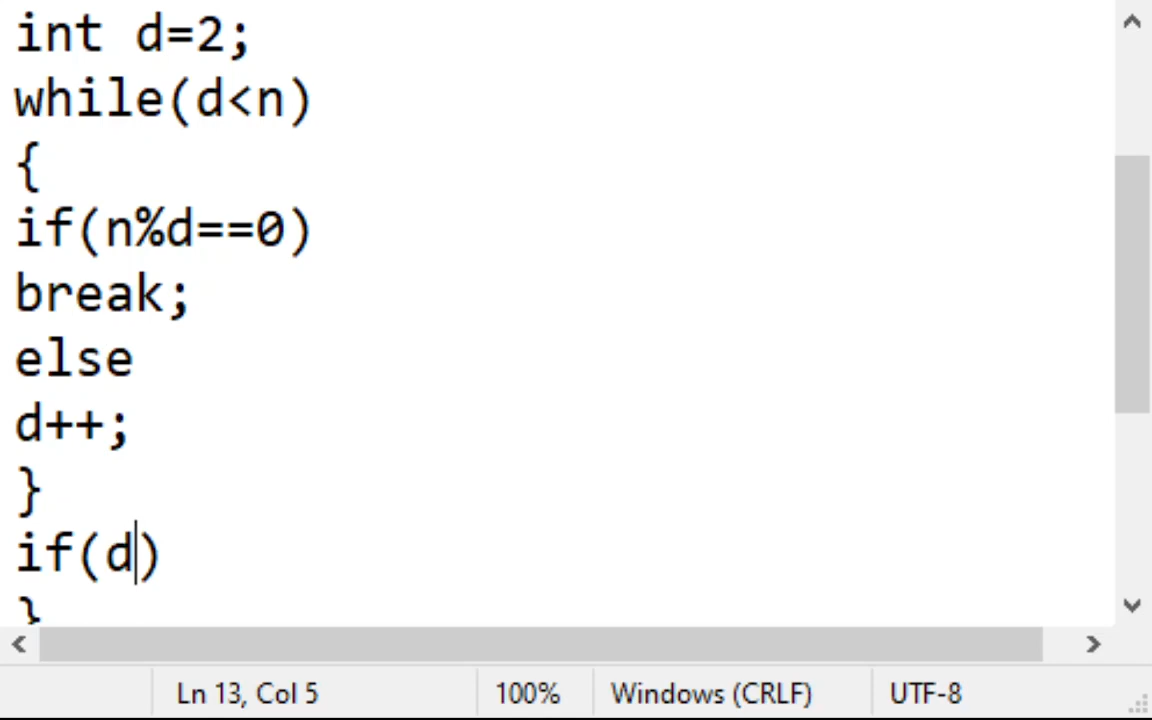 int d=2;
while(d<n)
{
if(n%d==0)
break;
else
d++;
}
if(d)
}
Ln 13, Col 5 100% Windows (CRLF) UTF-8